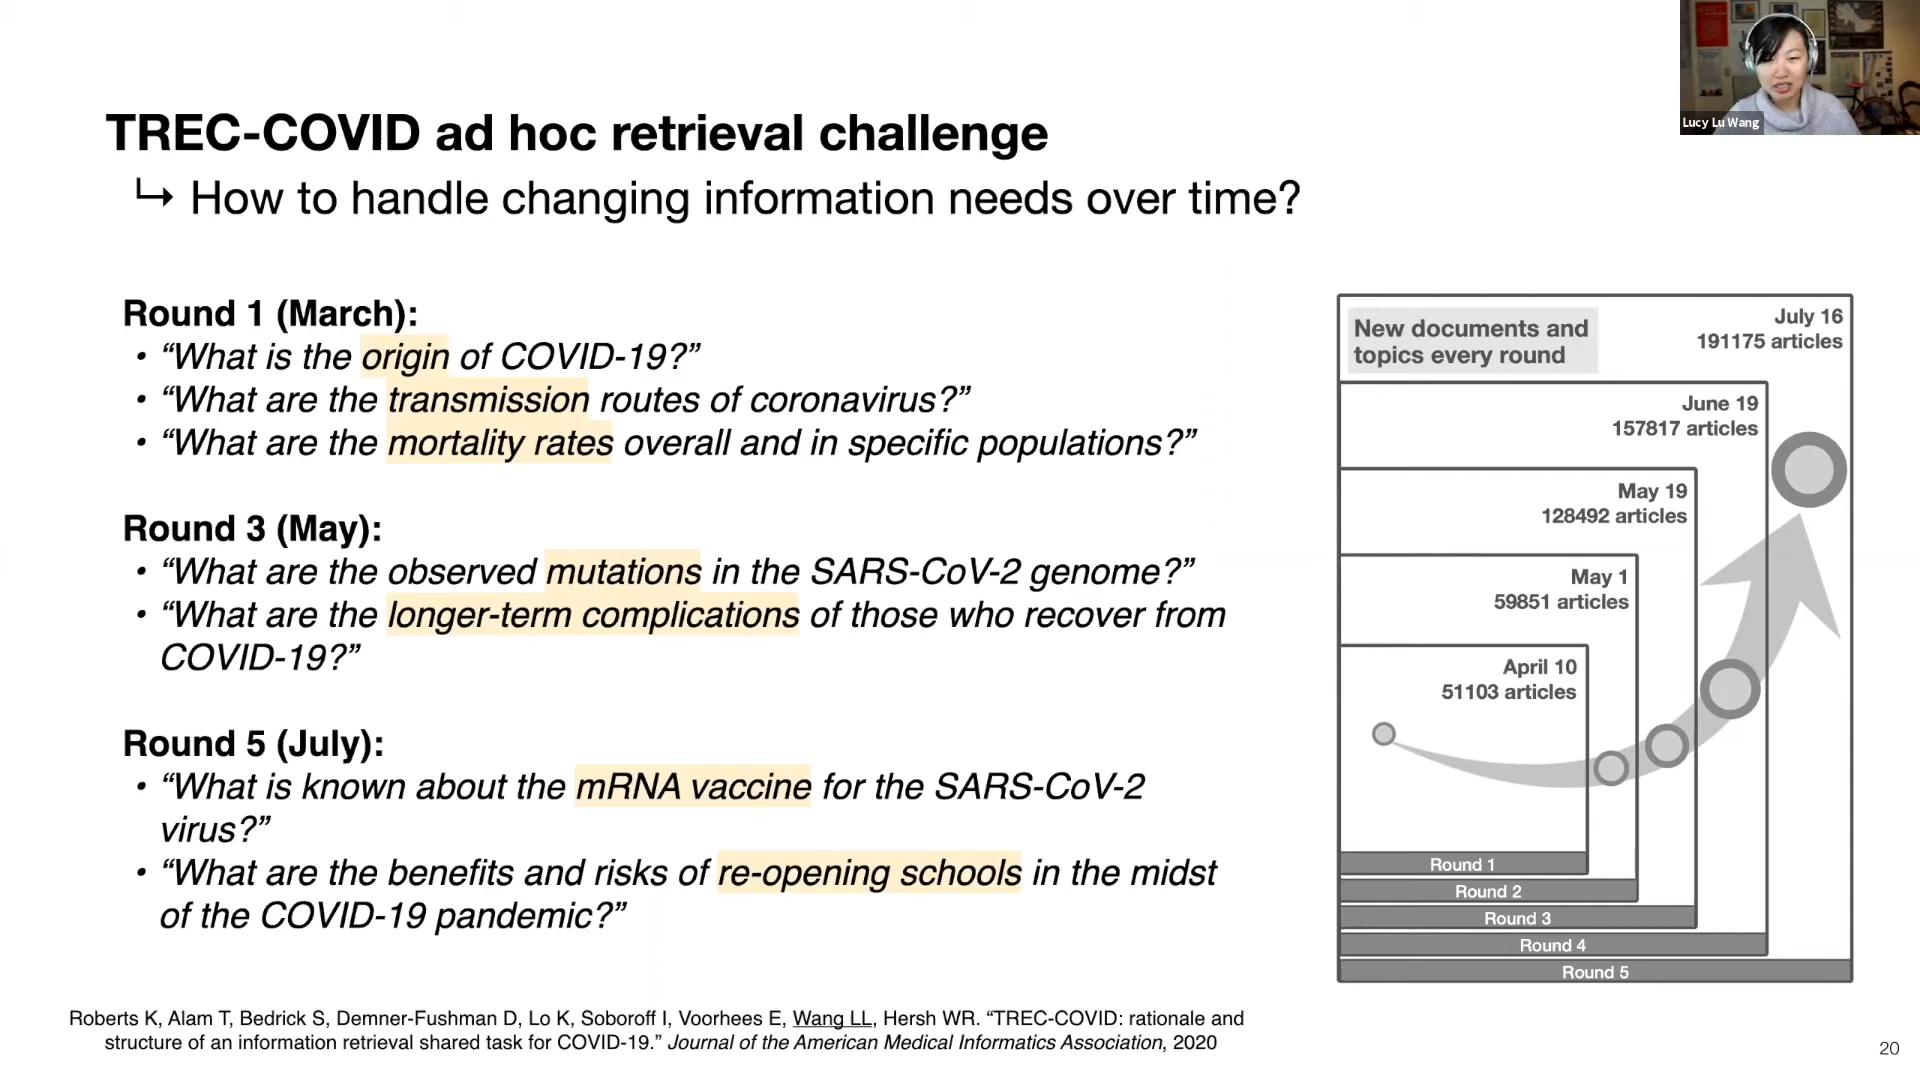 Lucy Lu Wang
TREC-COVID ad hoc retrieval challenge
↳ How to handle changing information needs over time?
Round 1 (March):
• “What is the origin of COVID-19?”
• “What are the transmission routes of coronavirus?”
• “What are the mortality rates overall and in specific populations?”
Round 3 (May):
• “What are the observed mutations in the SARS-CoV-2 genome?”
• “What are the longer-term complications of those who recover from
COVID-19?”
Round 5 (July):
• “What is known about the mRNA vaccine for the SARS-CoV-2
virus?”
• “What are the benefits and risks of re-opening schools in the midst
of the COVID-19 pandemic?”
New documents and
topics every round
July 16
191175 articles
June 19
157817 articles
May 19
128492 articles
May 1
59851 articles
April 10
51103 articles
Round 1
Round 2
Round 3
Round 4
Round 5
Roberts K, Alam T, Bedrick S, Demner-Fushman D, Lo K, Soboroff I, Voorhees E, Wang LL, Hersh WR. “TREC-COVID: rationale and
structure of an information retrieval shared task for COVID-19.” Journal of the American Medical Informatics Association, 2020
20